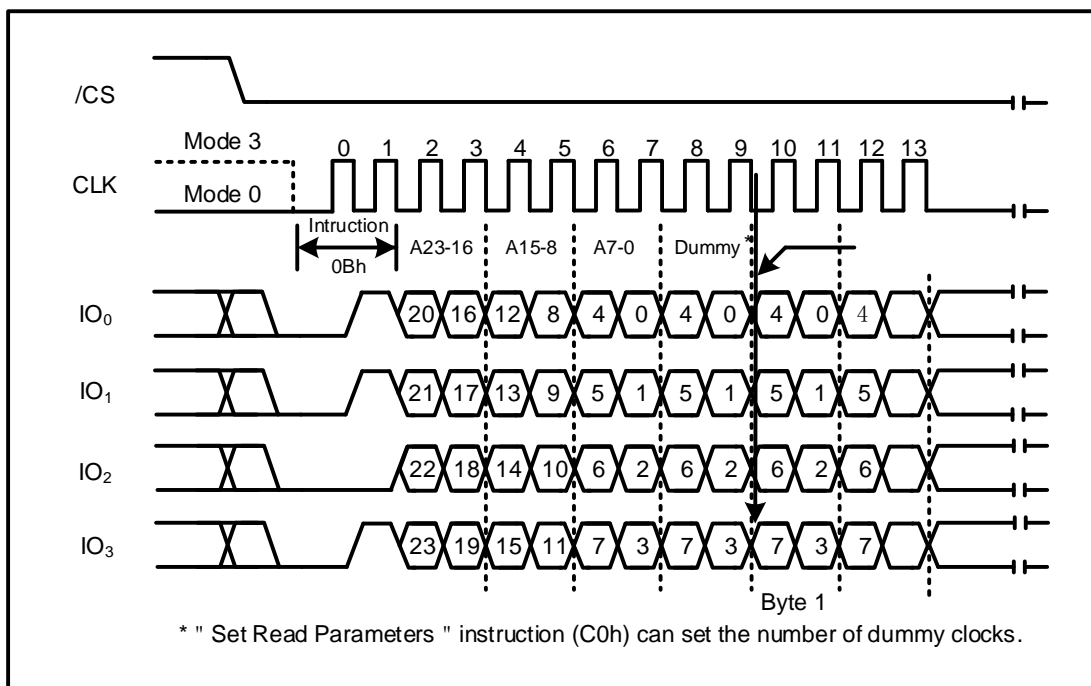 /CS
Mode 3
0 1 2 3 4 5 6 7 8 9 10 11 12 13
CLK
Mode 0
Intruction
A23-16 A15-8 A7-0 Dummy *
0Bh
IO0 20 16 12 8 4 0 4 0 4 0 4
IO1 21 17 13 9 5 1 5 1 5 1 5
IO2 22 18 14 10 6 2 6 2 6 2 6
IO3 23 19 15 11 7 3 7 3 7 3 7
Byte 1
* " Set Read Parameters " instruction (C0h) can set the number of dummy clocks.